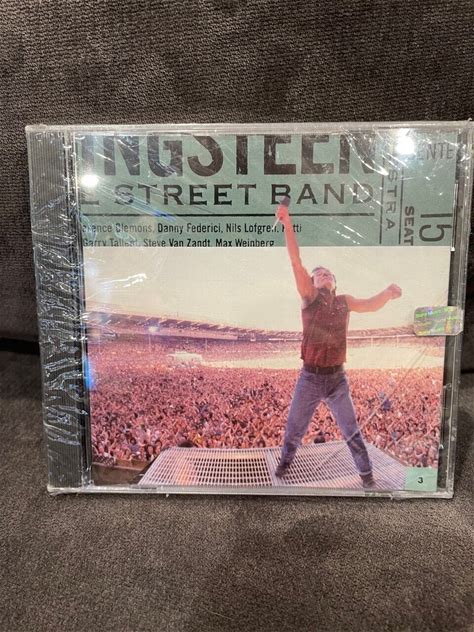 INGSTEEN
E STREET BAND
ENTE
STRA
SEAT
15
rence Clemons, Danny Federici, Nils Lofgren, Patti
Garry Tallent, Steve Van Zandt, Max Weinberg
3